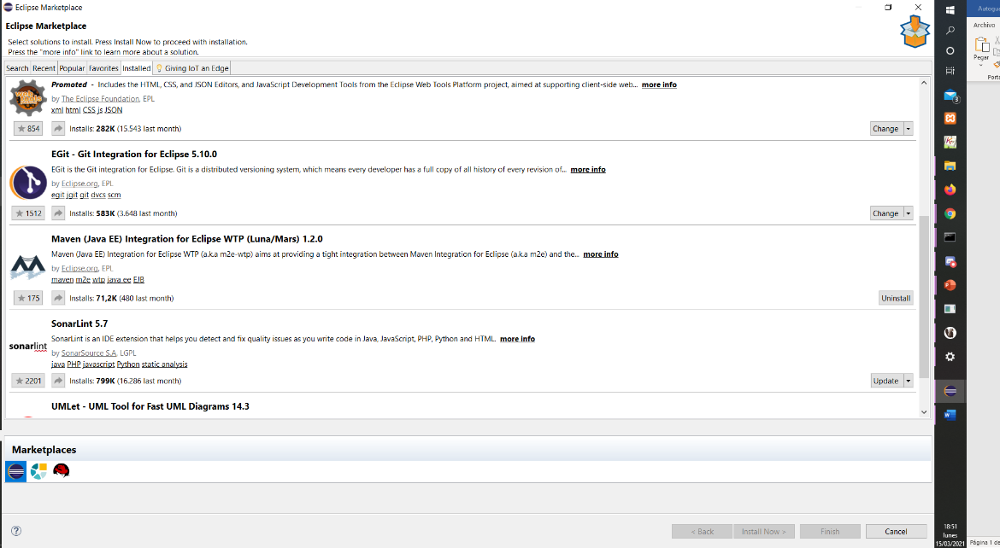 Eclipse Marketplace
Eclipse Marketplace
Select solutions to install. Press Install Now to proceed with installation.
Press the "more info" link to learn more about a solution.
Search Recent Popular Favorites Installed Giving IoT an Edge
Promoted - Includes the HTML, CSS, and JSON Editors, and JavaScript Development Tools from the Eclipse Web Tools Platform project, aimed at supporting client-side web... more info
by The Eclipse Foundation, EPL
xml html CSS js JSON
854 Installs: 282K (15.543 last month) Change
EGit - Git Integration for Eclipse 5.10.0
EGit is the Git integration for Eclipse. Git is a distributed versioning system, which means every developer has a full copy of all history of every revision of... more info
by Eclipse.org, EPL
egit jgit git dvcs scm
1512 Installs: 583K (3.648 last month) Change
Maven (Java EE) Integration for Eclipse WTP (Luna/Mars) 1.2.0
Maven (Java EE) Integration for Eclipse WTP (a.k.a m2e-wtp) aims at providing a tight integration between Maven Integration for Eclipse (a.k.a m2e) and the... more info
by Eclipse.org, EPL
maven m2e wtp java ee EJB
175 Installs: 71,2K (480 last month) Uninstall
SonarLint 5.7
SonarLint is an IDE extension that helps you detect and fix quality issues as you write code in Java, JavaScript, PHP, Python and HTML. more info
sonarlint
by SonarSource S.A, LGPL
java PHP javascript Python static analysis
2201 Installs: 799K (16.286 last month) Update
UMLet - UML Tool for Fast UML Diagrams 14.3
Marketplaces
< Back Install Now > Finish Cancel
3
18:51
lunes
15/03/2021
Autogua
Archivo
Pegar
Porta
Página 1 de